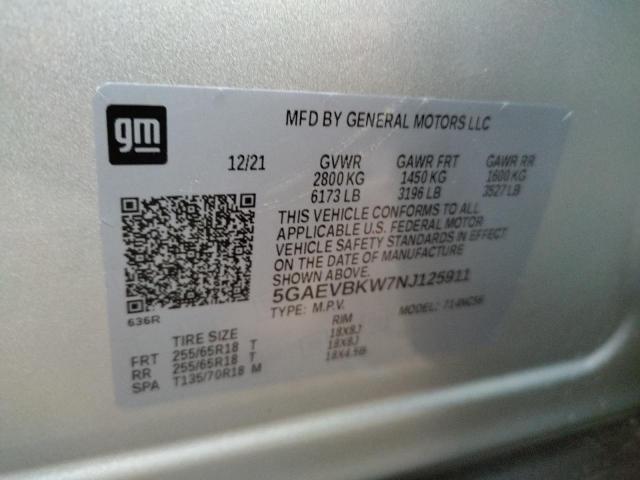 gm
MFD BY GENERAL MOTORS LLC
12/21 GVWR GAWR FRT GAWR RR
2800 KG 1450 KG 1600 KG
6173 LB 3196 LB 3527 LB
THIS VEHICLE CONFORMS TO ALL
APPLICABLE U.S. FEDERAL MOTOR
VEHICLE SAFETY STANDARDS IN EFFECT
ON THE DATE OF MANUFACTURE
SHOWN ABOVE.
5GAEVBKW7NJ125911
TYPE: M.P.V. MODEL:
636R
TIRE SIZE RIM
FRT 255/65R18 T 18X8J
RR 255/65R18 T 18X8J
SPA T135/70R18 M 18X4.5B